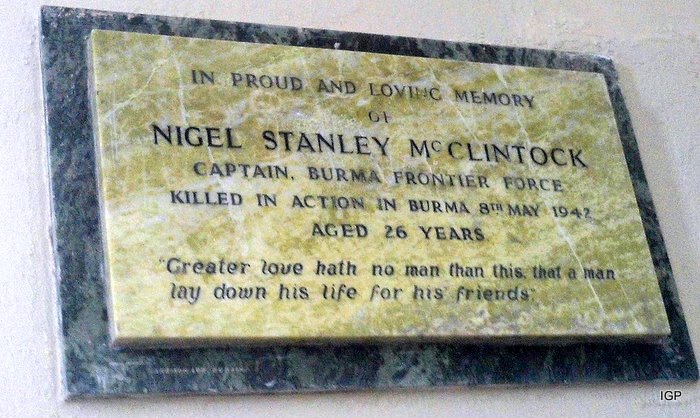 IN PROUD AND LOVING MEMORY
OF
NIGEL STANLEY McCLINTOCK
CAPTAIN, BURMA FRONTIER FORCE
KILLED IN ACTION IN BURMA 8TH MAY 1942
AGED 26 YEARS
"Greater love hath no man than this, that a man
lay down his life for his friends".
IGP